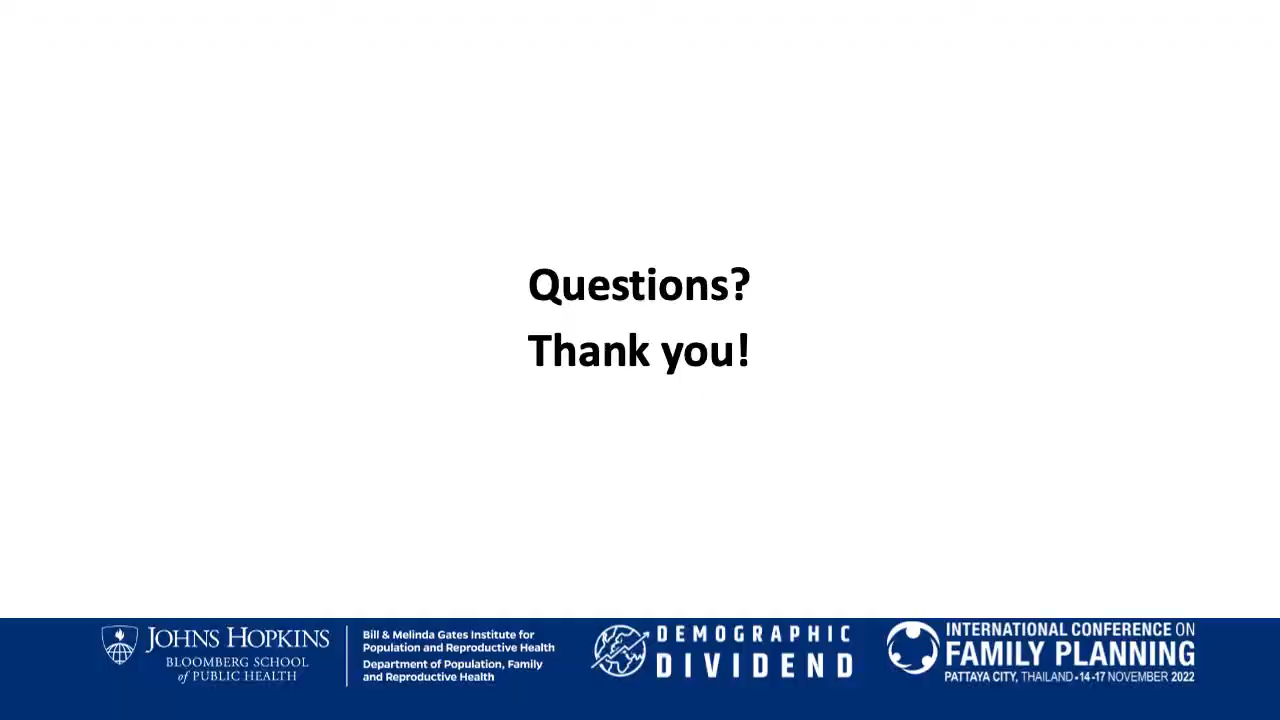 Questions?
Thank you!
JOHNS HOPKINS
BLOOMBERG SCHOOL
of PUBLIC HEALTH
Bill & Melinda Gates Institute for
Population and Reproductive Health
Department of Population, Family
and Reproductive Health
DEMOGRAPHIC
DIVIDEND
INTERNATIONAL CONFERENCE ON
FAMILY PLANNING
PATTAYA CITY, THAILAND • 14-17 NOVEMBER 2022